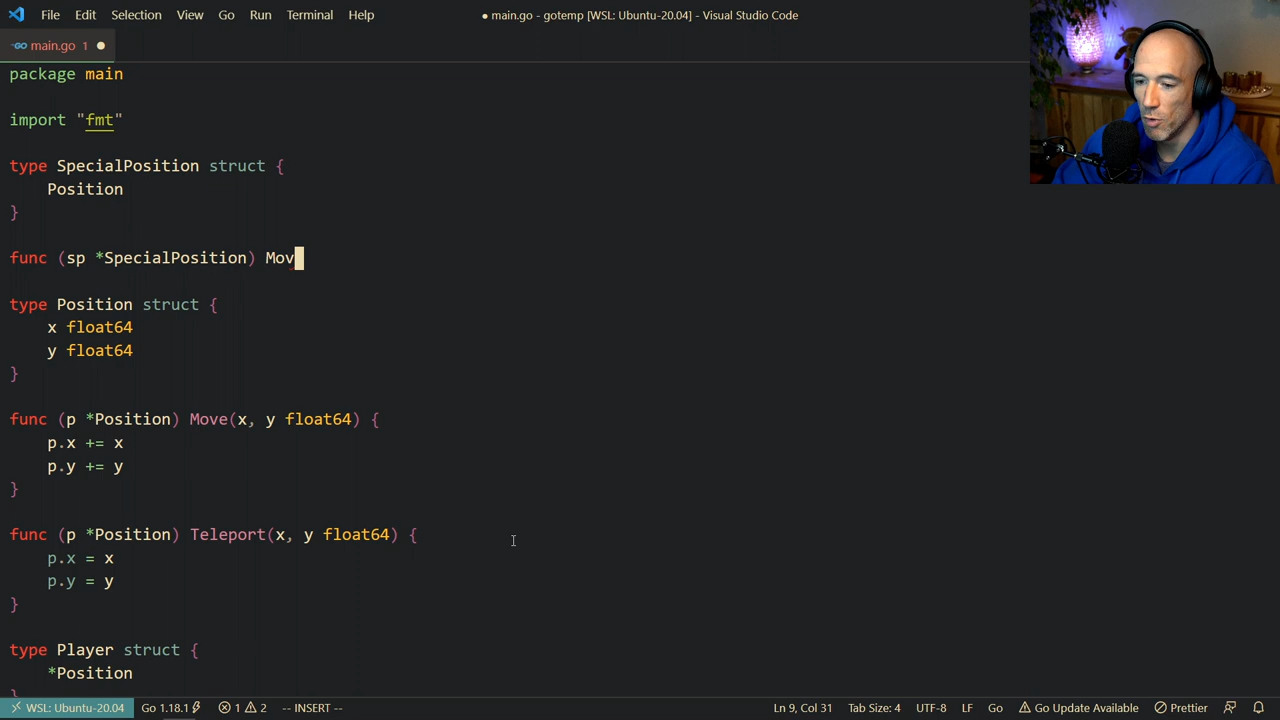 File Edit Selection View Go Run Terminal Help ● main.go - gotemp [WSL: Ubuntu-20.04] - Visual Studio Code
GO main.go 1 ●
package main
import "fmt"
type SpecialPosition struct {
    Position
}
func (sp *SpecialPosition) Mov
type Position struct {
    x float64
    y float64
}
func (p *Position) Move(x, y float64) {
    p.x += x
    p.y += y
}
func (p *Position) Teleport(x, y float64) {
    p.x = x
    p.y = y
}
type Player struct {
    *Position
}
WSL: Ubuntu-20.04 Go 1.18.1 1 2 -- INSERT -- Ln 9, Col 31 Tab Size: 4 UTF-8 LF Go Go Update Available Prettier